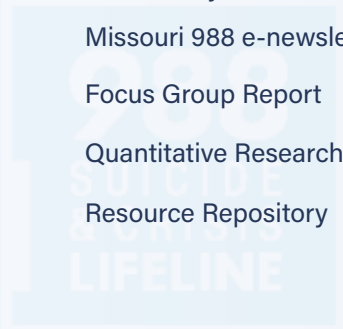 Missouri 988 e-newsle
Focus Group Report
Quantitative Research
Resource Repository
988
SUICIDE
& CRISIS
LIFELINE